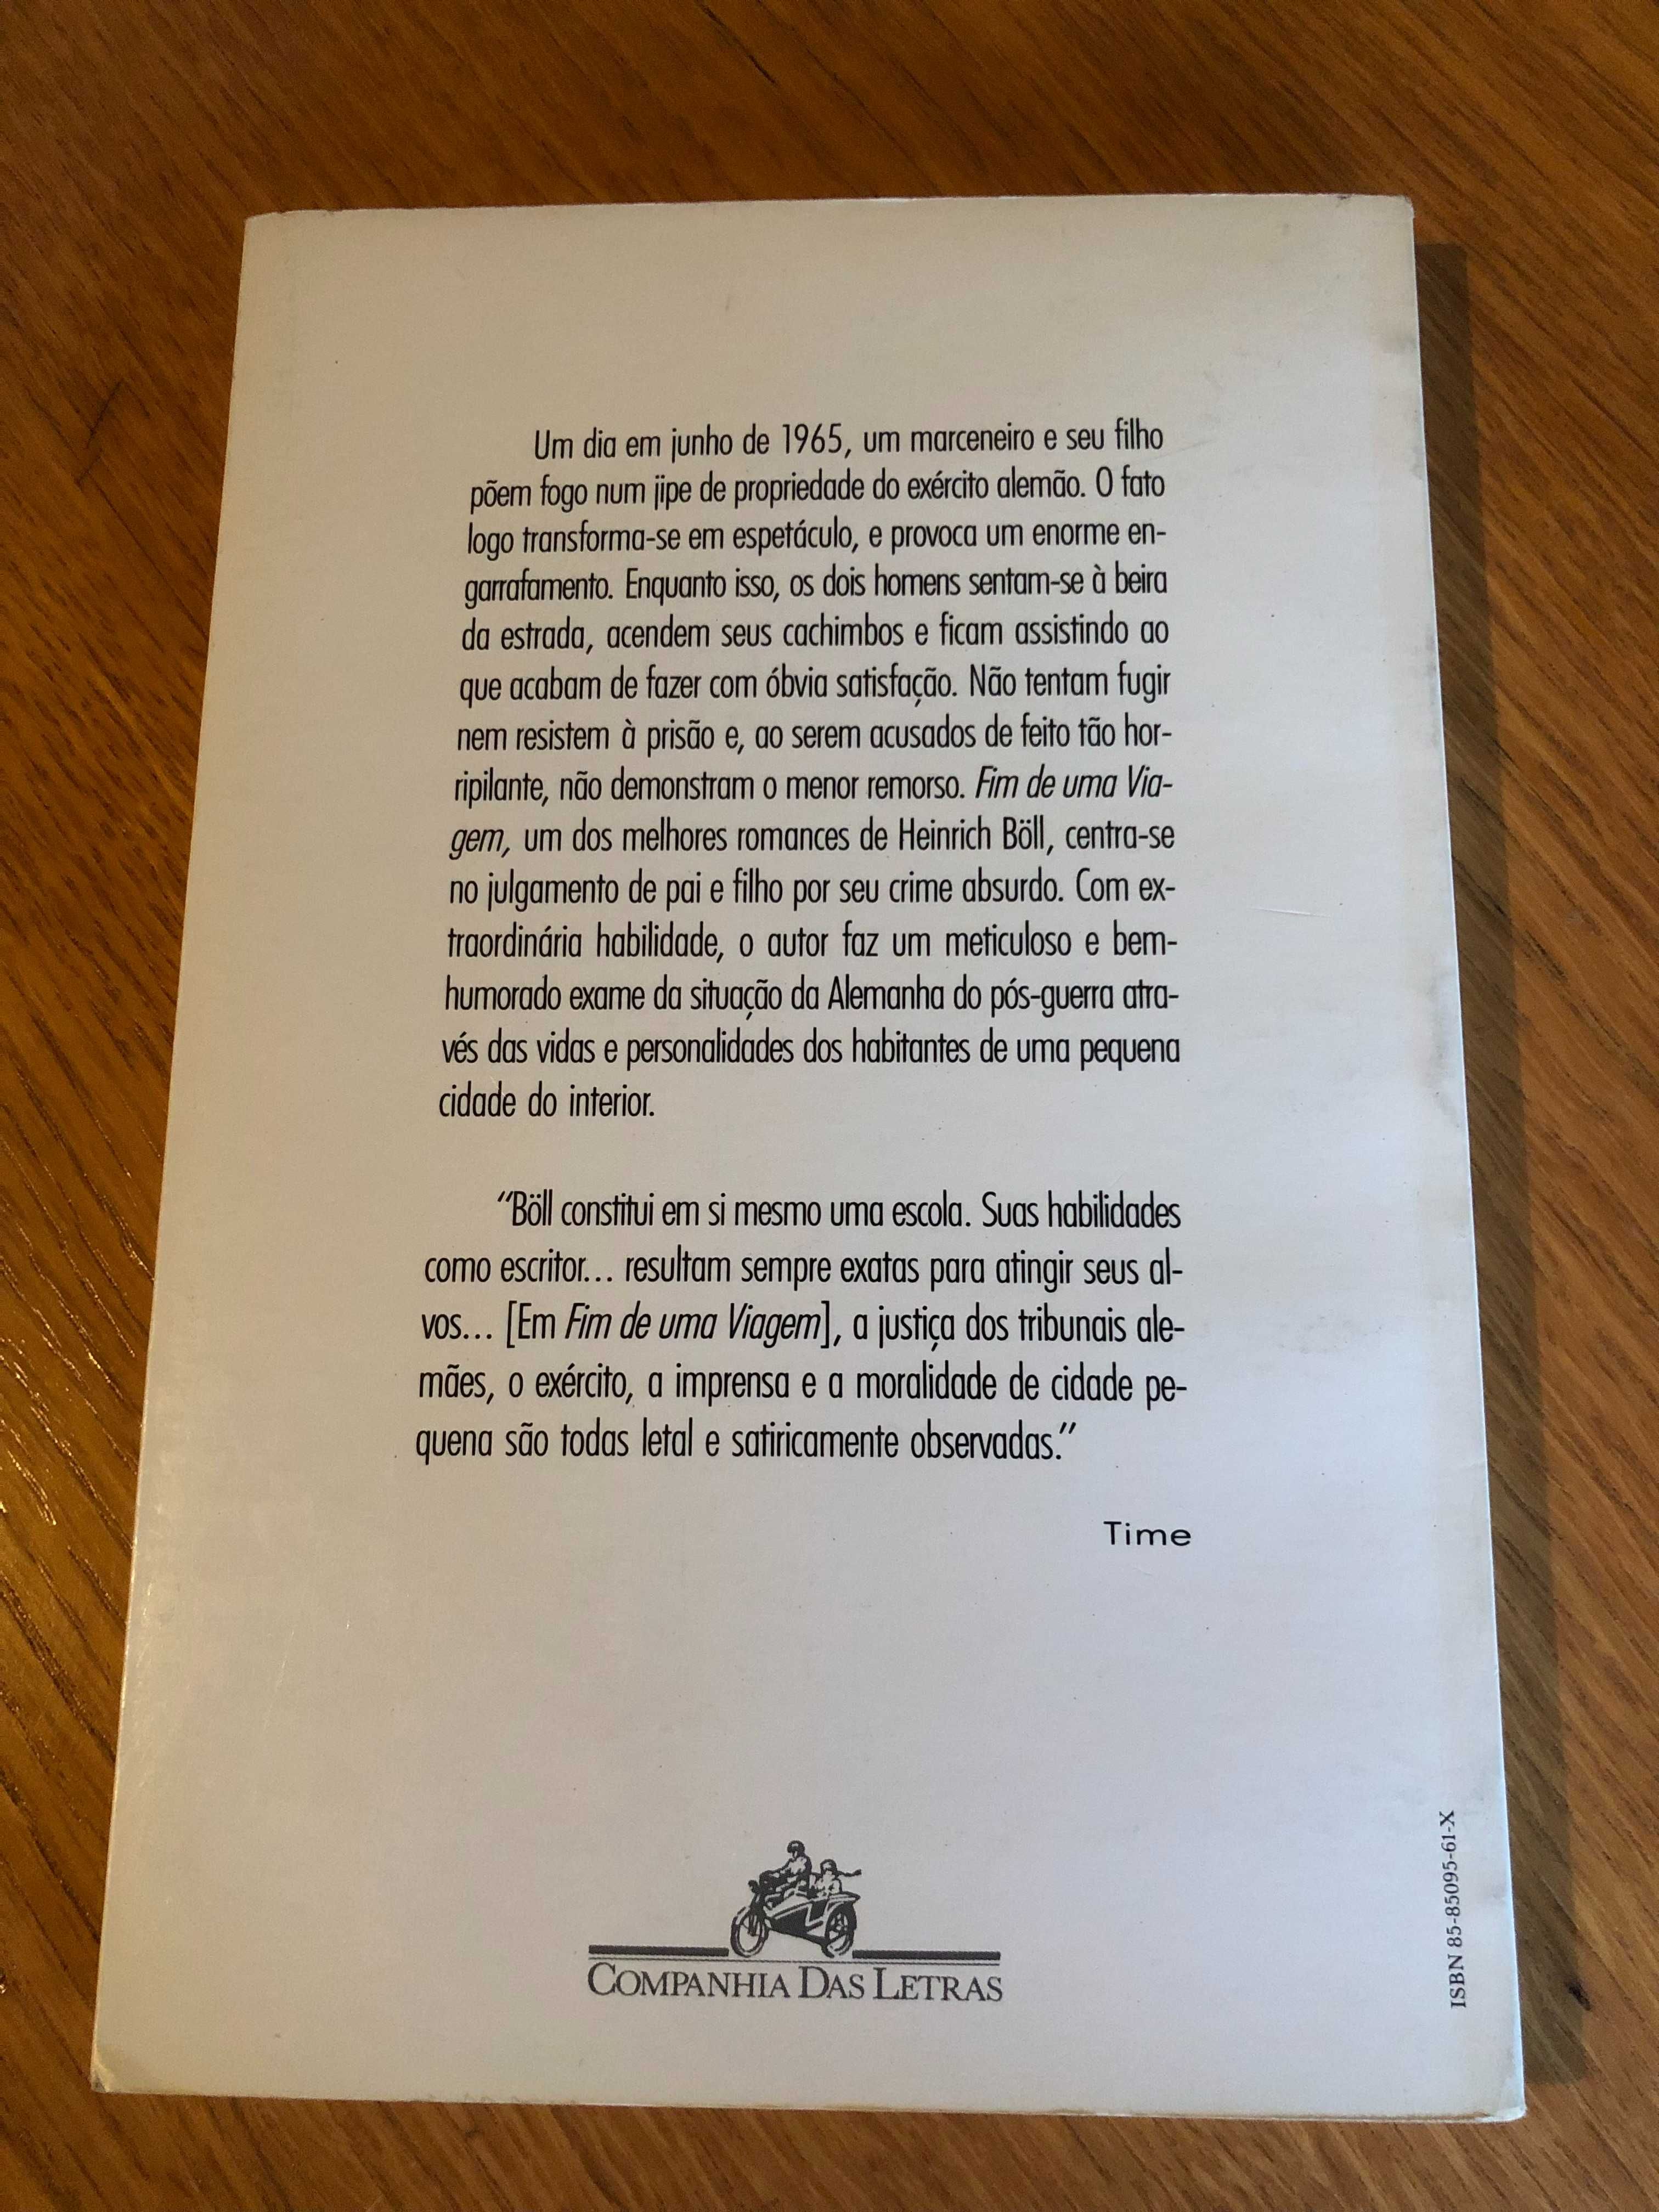 Um dia em junho de 1965, um marceneiro e seu filho
põem fogo num jipe de propriedade do exército alemão. O fato
logo transforma-se em espetáculo, e provoca um enorme en-
garrafamento. Enquanto isso, os dois homens sentam-se à beira
da estrada, acendem seus cachimbos e ficam assistindo ao
que acabam de fazer com óbvia satisfação. Não tentam fugir
nem resistem à prisão e, ao serem acusados de feito tão hor-
ripilante, não demonstram o menor remorso. Fim de uma Via-
gem, um dos melhores romances de Heinrich Böll, centra-se
no julgamento de pai e filho por seu crime absurdo. Com ex-
traordinária habilidade, o autor faz um meticuloso e bem-
humorado exame da situação da Alemanha do pós-guerra atra-
vés das vidas e personalidades dos habitantes de uma pequena
cidade do interior.
"Böll constitui em si mesmo uma escola. Suas habilidades
como escritor... resultam sempre exatas para atingir seus al-
vos... [Em Fim de uma Viagem], a justiça dos tribunais ale-
mães, o exército, a imprensa e a moralidade de cidade pe-
quena são todas letal e satiricamente observadas."
Time
COMPANHIA DAS LETRAS
ISBN 85-85095-61-X